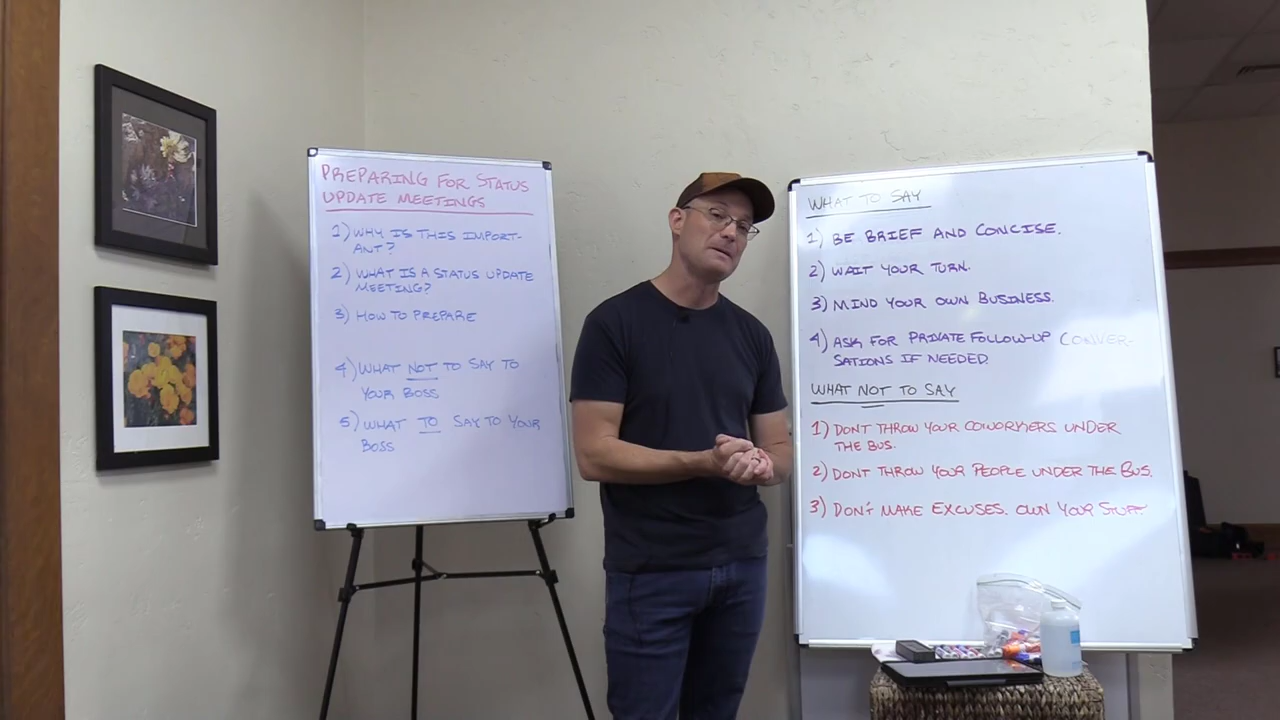 PREPARING FOR STATUS
UPDATE MEETINGS
1) WHY IS THIS IMPORT-
ANT?
2) WHAT IS A STATUS UPDATE
MEETING?
3) HOW TO PREPARE
4) WHAT NOT TO SAY TO
YOUR BOSS
5) WHAT TO SAY TO YOUR
BOSS
WHAT TO SAY
1) BE BRIEF AND CONCISE.
2) WAIT YOUR TURN.
3) MIND YOUR OWN BUSINESS.
4) ASK FOR PRIVATE FOLLOW-UP CONVER-
SATIONS IF NEEDED.
WHAT NOT TO SAY
1) DONT THROW YOUR COWORKERS UNDER
THE BUS.
2) DONT THROW YOUR PEOPLE UNDER THE BUS.
3) DON'T MAKE EXCUSES. OWN YOUR STUFF.